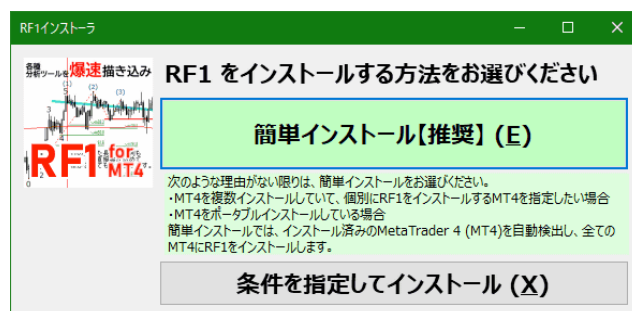 RF1インストーラ
各種
分析ツールを爆速描き込み
RF1 for
MT4
RF1 をインストールする方法をお選びください
簡単インストール【推奨】 (E)
次のような理由がない限りは、簡単インストールをお選びください。
・MT4を複数インストールしていて、個別にRF1をインストールするMT4を指定したい場合
・MT4をポータブルインストールしている場合
簡単インストールでは、インストール済みのMetaTrader 4 (MT4)を自動検出し、全ての
MT4にRF1をインストールします。
条件を指定してインストール (X)